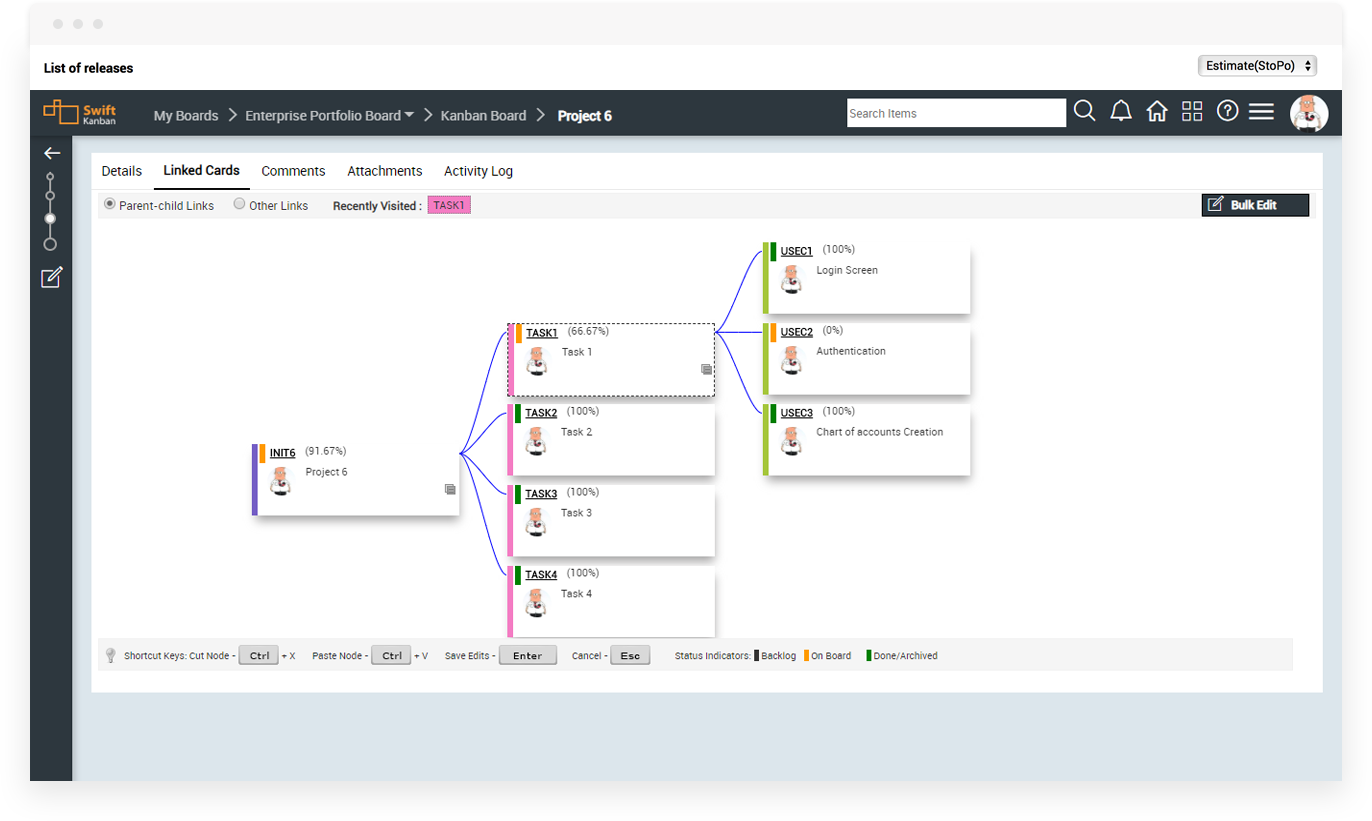 List of releases
Estimate(StoPo)
Swift
Kanban
My Boards > Enterprise Portfolio Board > Kanban Board > Project 6
Search Items
Details Linked Cards Comments Attachments Activity Log
Parent-child Links Other Links Recently Visited : TASK1 Bulk Edit
USEC1 (100%)
Login Screen
TASK1 (66.67%)
Task 1
USEC2 (0%)
Authentication
TASK2 (100%)
Task 2
USEC3 (100%)
Chart of accounts Creation
INIT6 (91.67%)
Project 6
TASK3 (100%)
Task 3
TASK4 (100%)
Task 4
Shortcut Keys: Cut Node - Ctrl + X Paste Node - Ctrl + V Save Edits - Enter Cancel - Esc Status Indicators: Backlog On Board Done/Archived